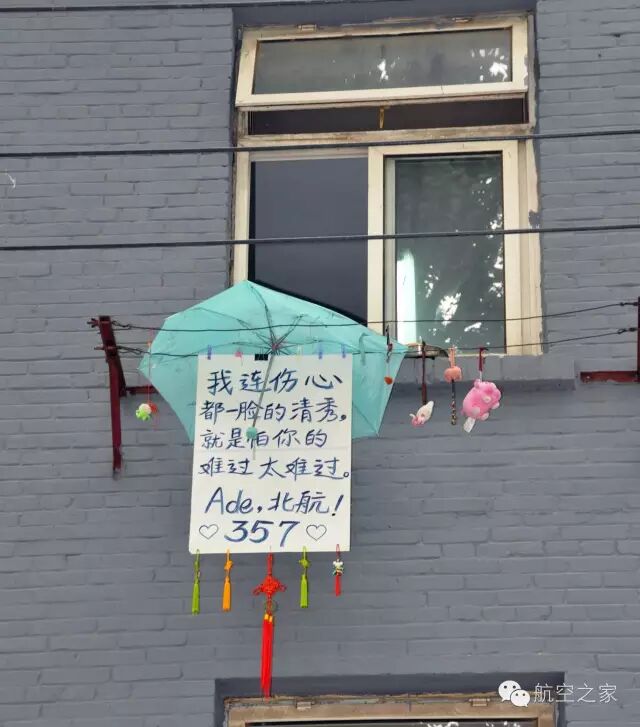 我连伤心
都一脸的清秀。
就是怕你的
难过太难过。
Ade,北航!
♡357♡
航空之家